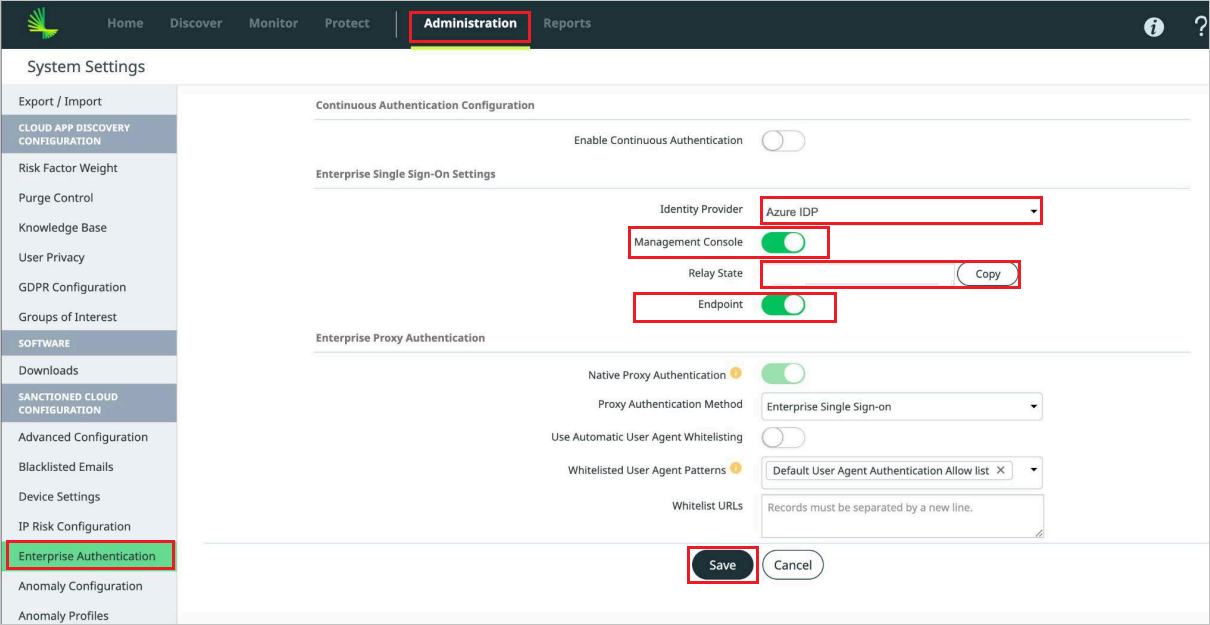 Home Discover Monitor Protect Administration Reports
i ?
System Settings
Export / Import
CLOUD APP DISCOVERY
CONFIGURATION
Risk Factor Weight
Purge Control
Knowledge Base
User Privacy
GDPR Configuration
Groups of Interest
SOFTWARE
Downloads
SANCTIONED CLOUD
CONFIGURATION
Advanced Configuration
Blacklisted Emails
Device Settings
IP Risk Configuration
Enterprise Authentication
Anomaly Configuration
Anomaly Profiles
Continuous Authentication Configuration
Enable Continuous Authentication
Enterprise Single Sign-On Settings
Identity Provider Azure IDP
Management Console
Relay State Copy
Endpoint
Enterprise Proxy Authentication
Native Proxy Authentication i
Proxy Authentication Method Enterprise Single Sign-on
Use Automatic User Agent Whitelisting
Whitelisted User Agent Patterns i Default User Agent Authentication Allow list ×
Whitelist URLs Records must be separated by a new line.
Save Cancel